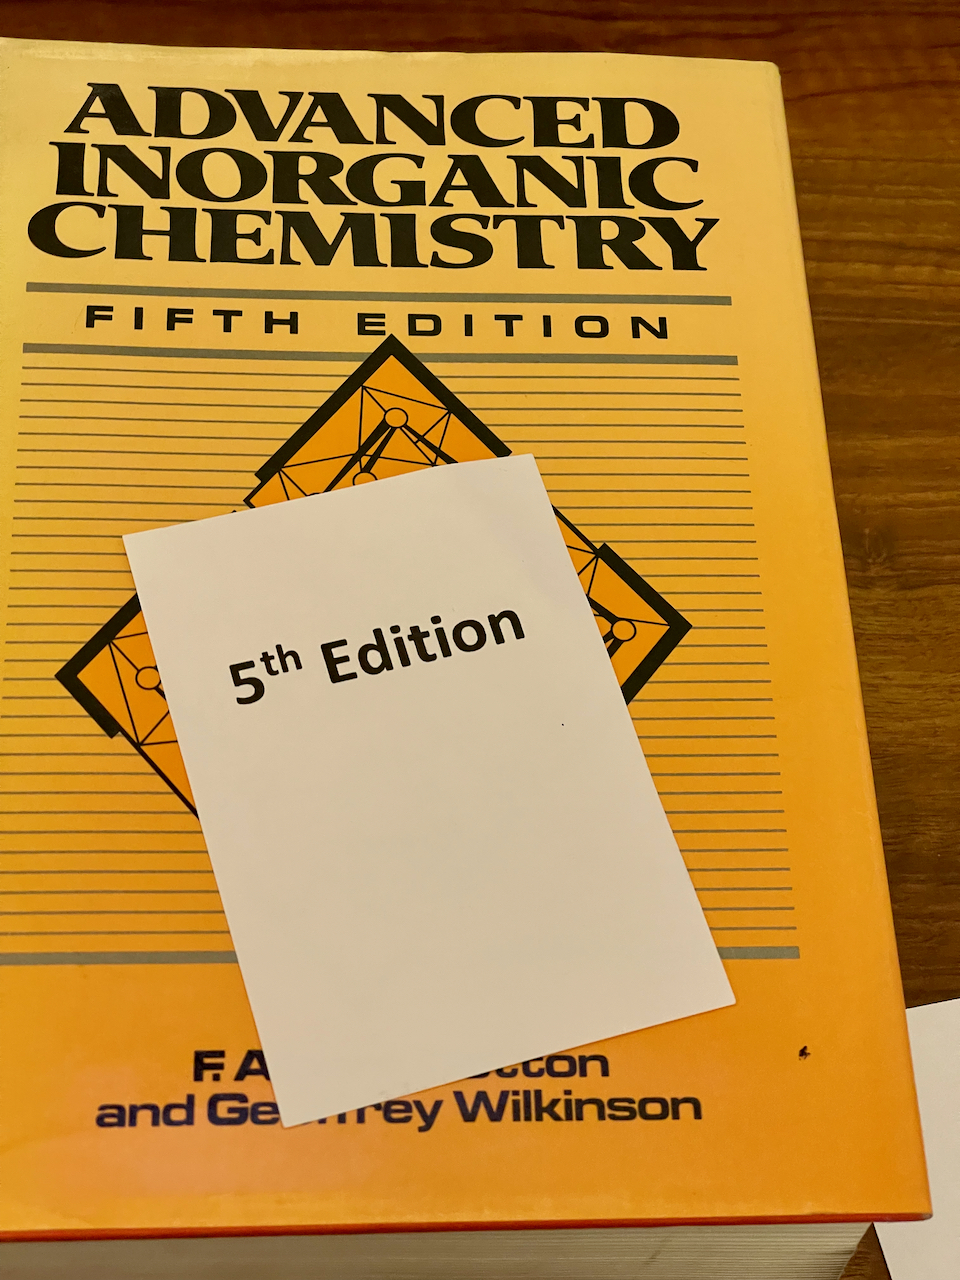 ADVANCED
INORGANIC
CHEMISTRY
FIFTH EDITION
5th Edition
F. A.
and Wilkinson